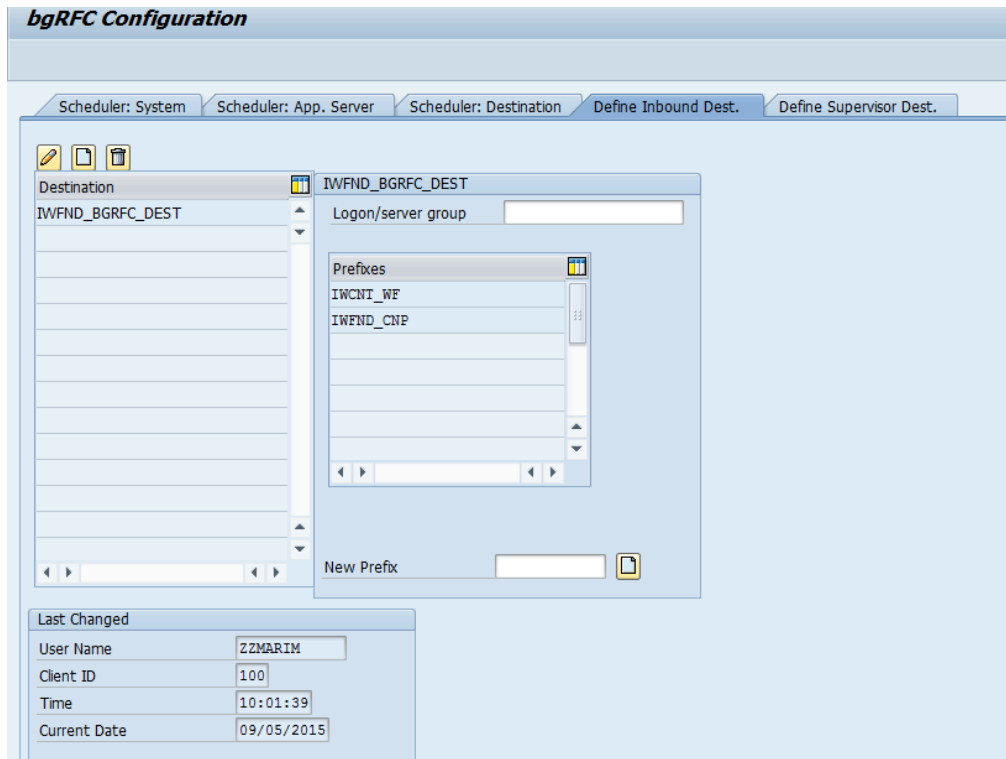 bgRFC Configuration
Scheduler: System Scheduler: App. Server Scheduler: Destination Define Inbound Dest. Define Supervisor Dest.
Destination
IWFND_BGRFC_DEST
IWFND_BGRFC_DEST
Logon/server group
Prefixes
IWCNT_WF
IWFND_CNP
New Prefix
Last Changed
User Name ZZMARIM
Client ID 100
Time 10:01:39
Current Date 09/05/2015